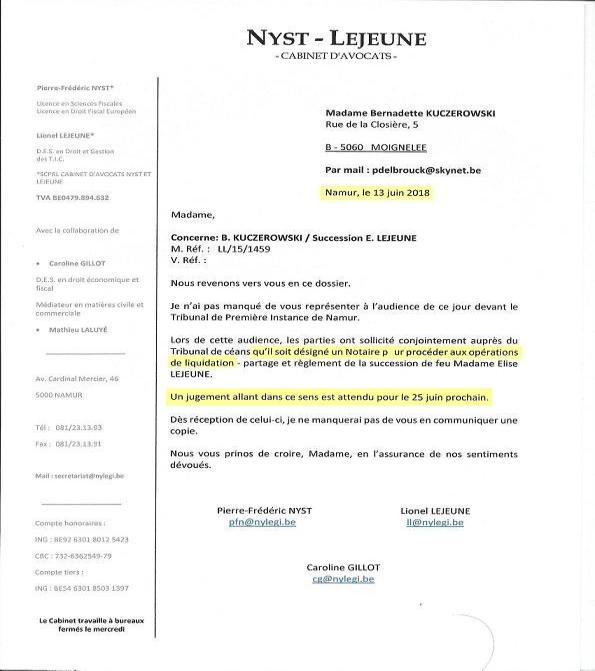 NYST - LEJEUNE
- CABINET D'AVOCATS -
Pierre-Frédéric NYST*
Licence en Sciences Fiscales
Licence en Droit Fiscal Européen
Lionel LEJEUNE*
D.E.S. en Droit et Gestion
des T.I.C.
*SCPRL CABINET D'AVOCATS NYST ET
LEJEUNE
TVA BE0479.894.632
Avec la collaboration de
• Caroline GILLOT
D.E.S. en droit économique et
fiscal
Médiateur en matières civile et
commerciale
• Mathieu LALUYÉ
Av. Cardinal Mercier, 46
5000 NAMUR
Tél : 081/23.13.93
Fax : 081/23.16.91
Mail : secretariat@nylegi.be
Compte honoraires :
ING : BE92 6301 8012 5423
CBC : 732-6362549-79
Compte tiers :
ING : BE54 6301 8503 1397
Le Cabinet travaille à bureaux
fermés le mercredi
Madame Bernadette KUCZEROWSKI
Rue de la Closière, 5
B - 5060 MOIGNELEE
Par mail : pdelbrouck@skynet.be
Namur, le 13 juin 2018
Madame,
Concerne: B. KUCZEROWSKI / Succession E. LEJEUNE
M. Réf. : LL/15/1459
V. Réf. :
Nous revenons vers vous en ce dossier.
Je n'ai pas manqué de vous représenter à l'audience de ce jour devant le
Tribunal de Première Instance de Namur.
Lors de cette audience, les parties ont sollicité conjointement auprès du
Tribunal de céans qu'il soit désigné un Notaire p ur procéder aux opérations
de liquidation - partage et règlement de la succession de feu Madame Elise
LEJEUNE.
Un jugement allant dans ce sens est attendu pour le 25 juin prochain.
Dès réception de celui-ci, je ne manquerai pas de vous en communiquer une
copie.
Nous vous prinos de croire, Madame, en l'assurance de nos sentiments
dévoués.
Pierre-Frédéric NYST
pfn@nylegi.be
Lionel LEJEUNE
ll@nylegi.be
Caroline GILLOT
cg@nylegi.be